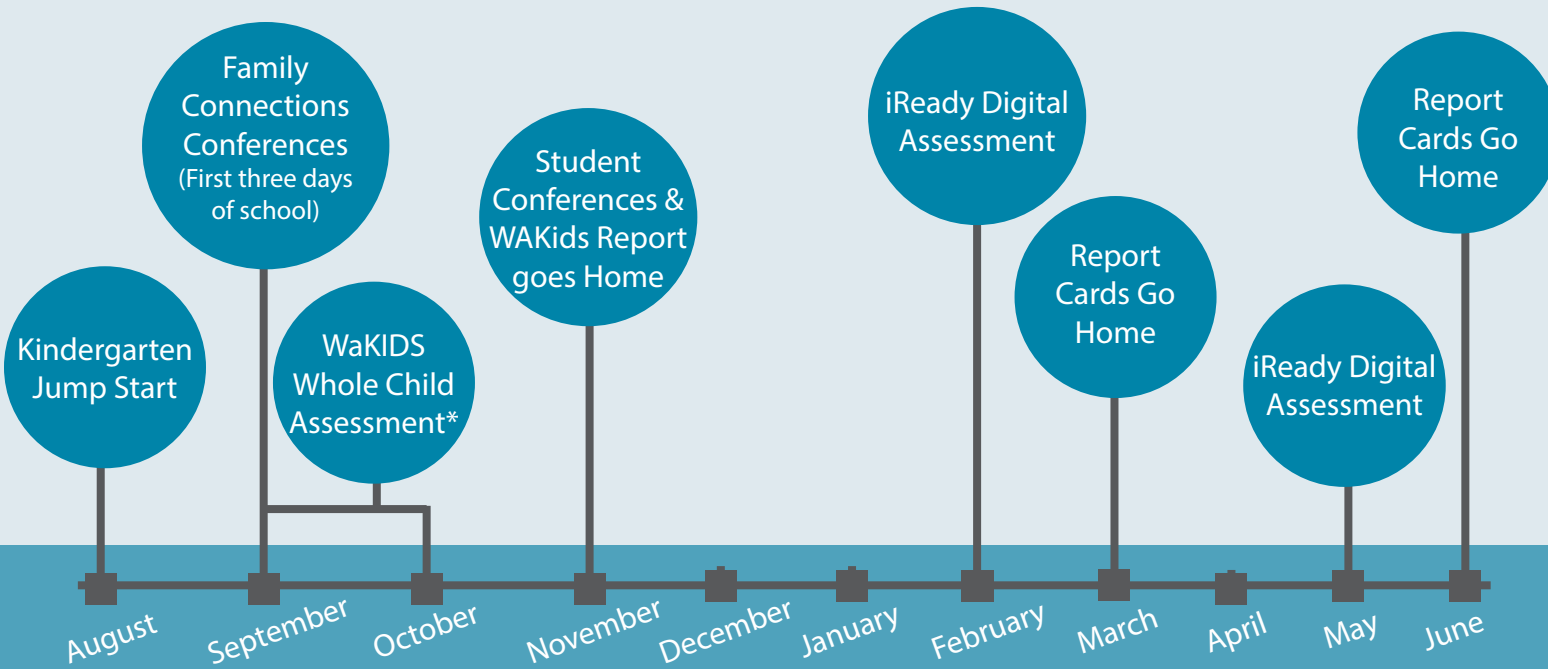 Kindergarten
Jump Start
Family
Connections
Conferences
(First three days
of school)
WaKIDS
Whole Child
Assessment*
Student
Conferences &
WAKids Report
goes Home
iReady Digital
Assessment
Report
Cards Go
Home
iReady Digital
Assessment
Report
Cards Go
Home
August
September
October
November
December
January
February
March
April
May
June